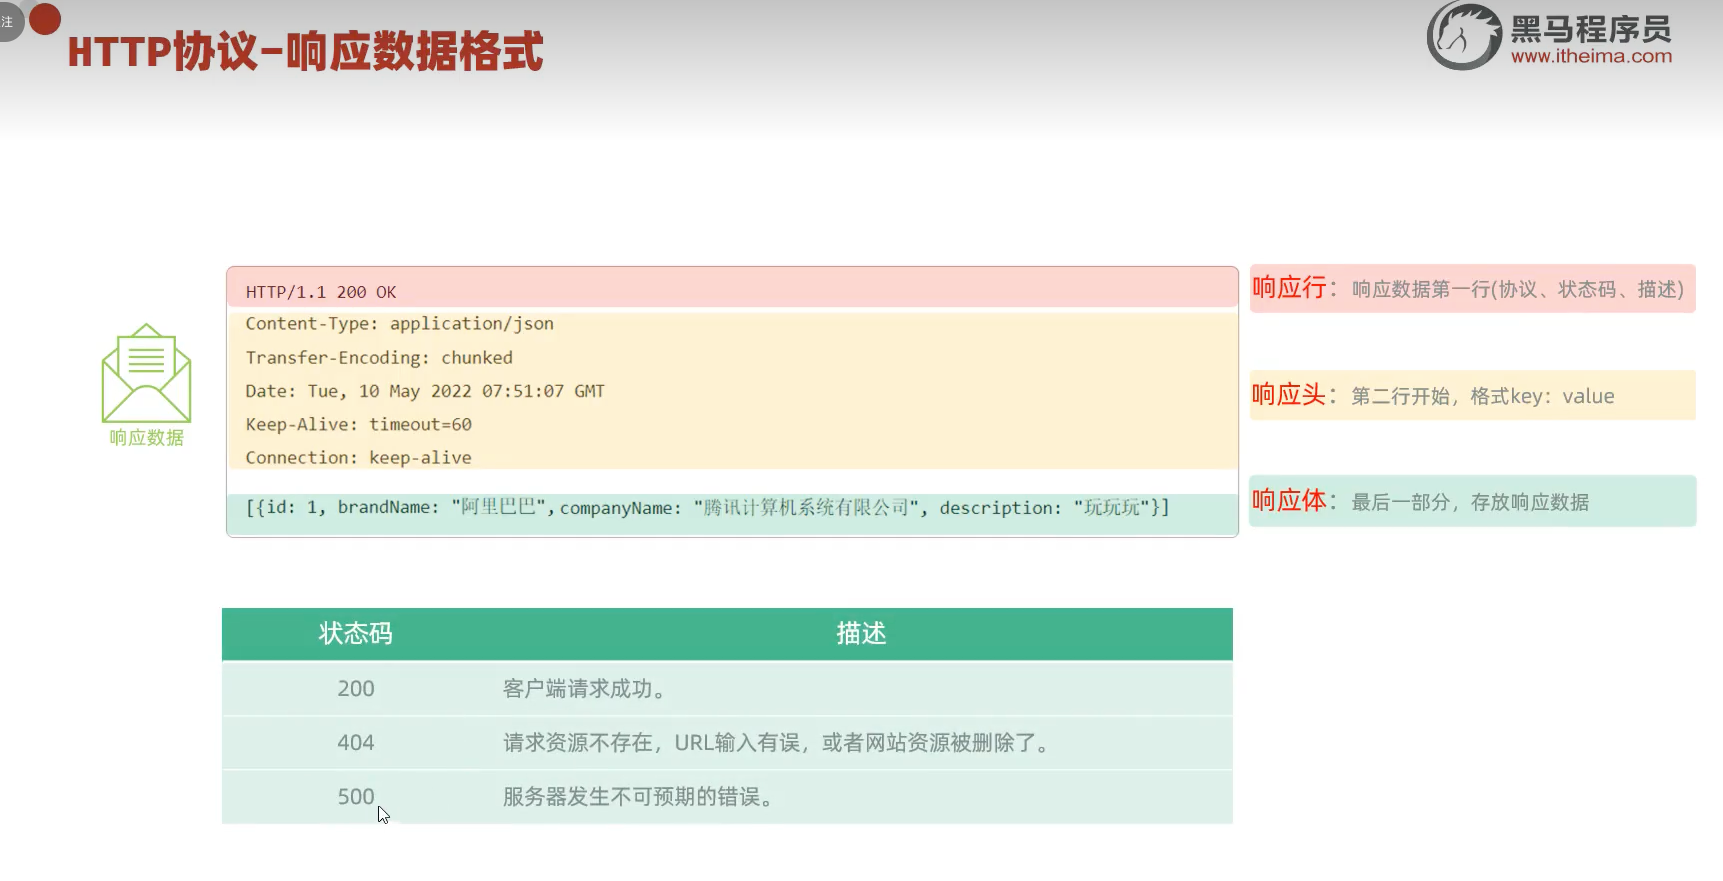 注
HTTP协议-响应数据格式
黑马程序员
www.itheima.com
HTTP/1.1 200 OK
响应行：响应数据第一行(协议、状态码、描述)
Content-Type: application/json
Transfer-Encoding: chunked
Date: Tue, 10 May 2022 07:51:07 GMT
Keep-Alive: timeout=60
Connection: keep-alive
响应头：第二行开始，格式key：value
响应数据
[{id: 1, brandName: "阿里巴巴",companyName: "腾讯计算机系统有限公司", description: "玩玩玩"}]
响应体：最后一部分，存放响应数据
状态码 描述
200 客户端请求成功。
404 请求资源不存在，URL输入有误，或者网站资源被删除了。
500 服务器发生不可预期的错误。